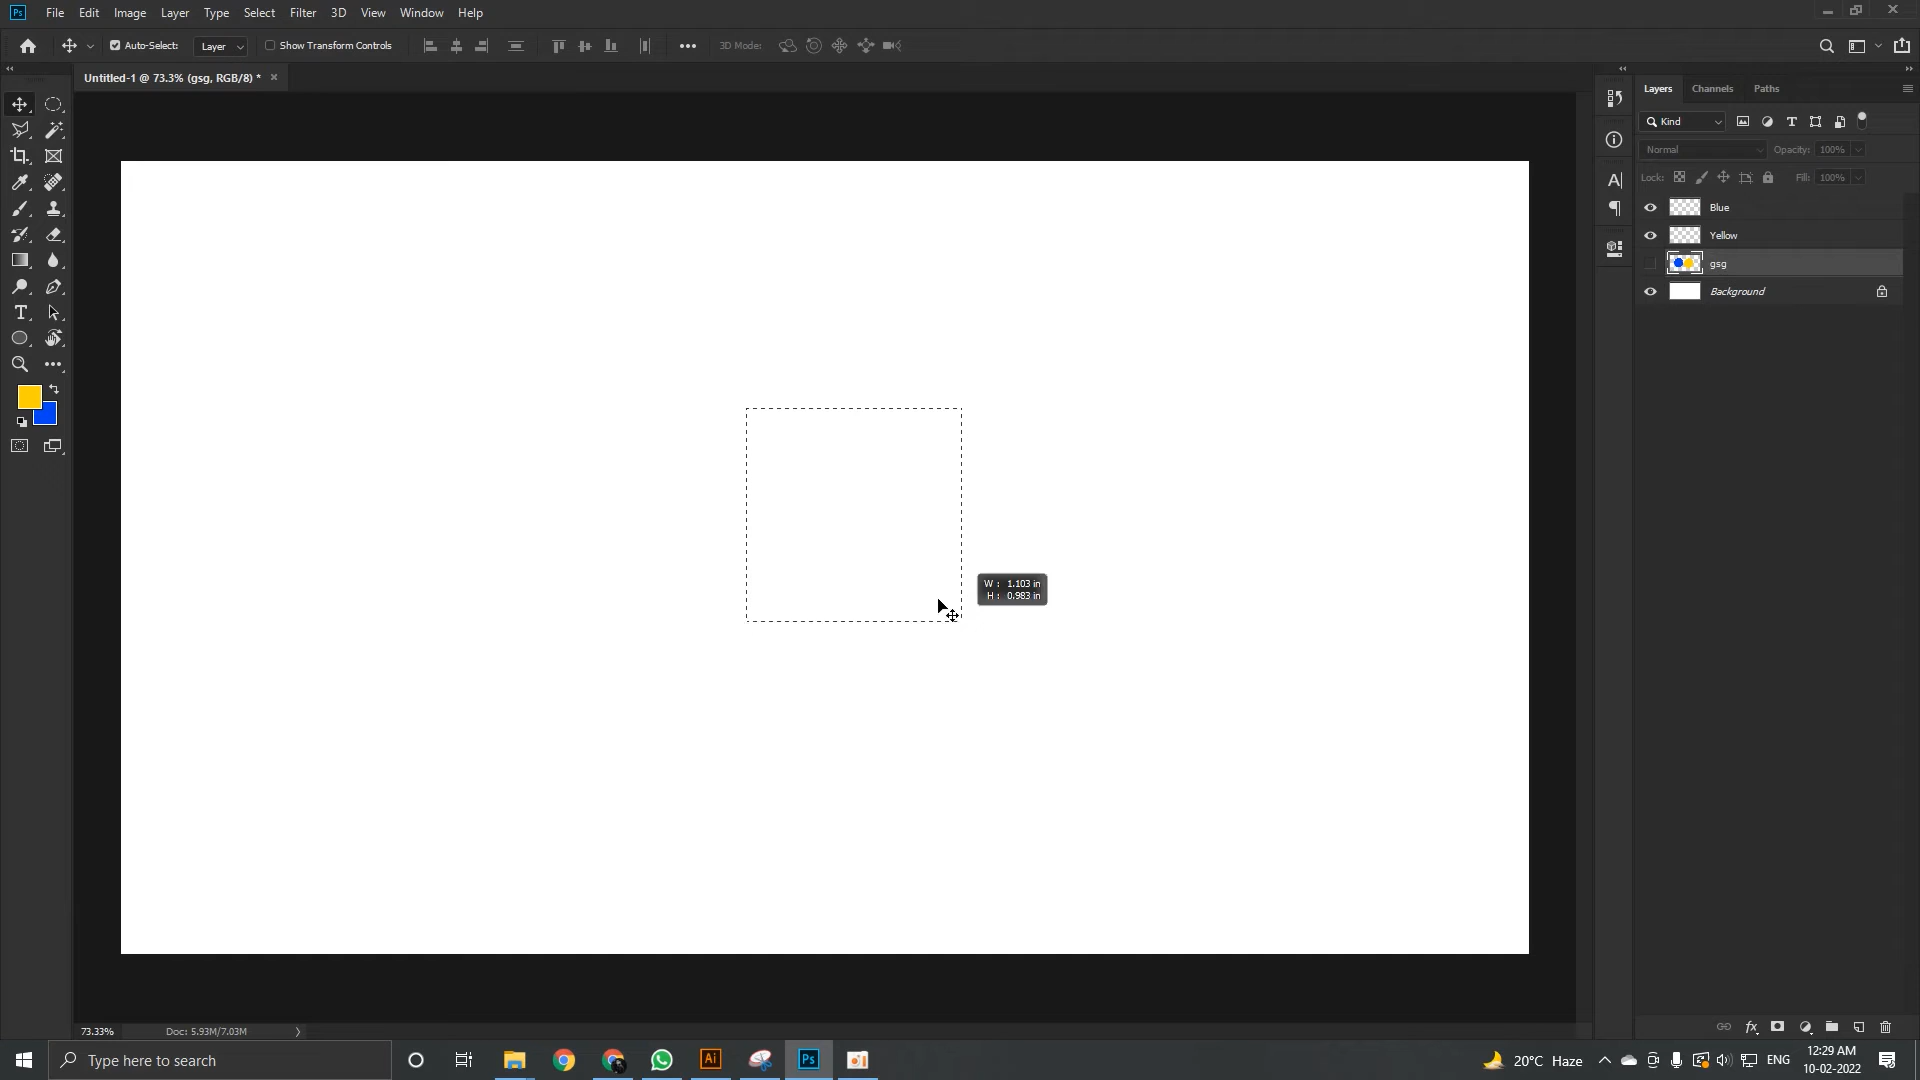 Ps File Edit Image Layer Type Select Filter 3D View Window Help
Auto-Select: Layer Show Transform Controls 3D Mode:
Untitled-1 @ 73.3% (gsg, RGB/8) *
Layers Channels Paths
Kind
Normal Opacity: 100%
Lock: Fill: 100%
Blue
Yellow
gsg
Background
W : 1.103 in
H : 0.983 in
73.33% Doc: 5.93M/7.03M
Type here to search Ai Ps 20°C Haze ENG 12:29 AM
10-02-2022